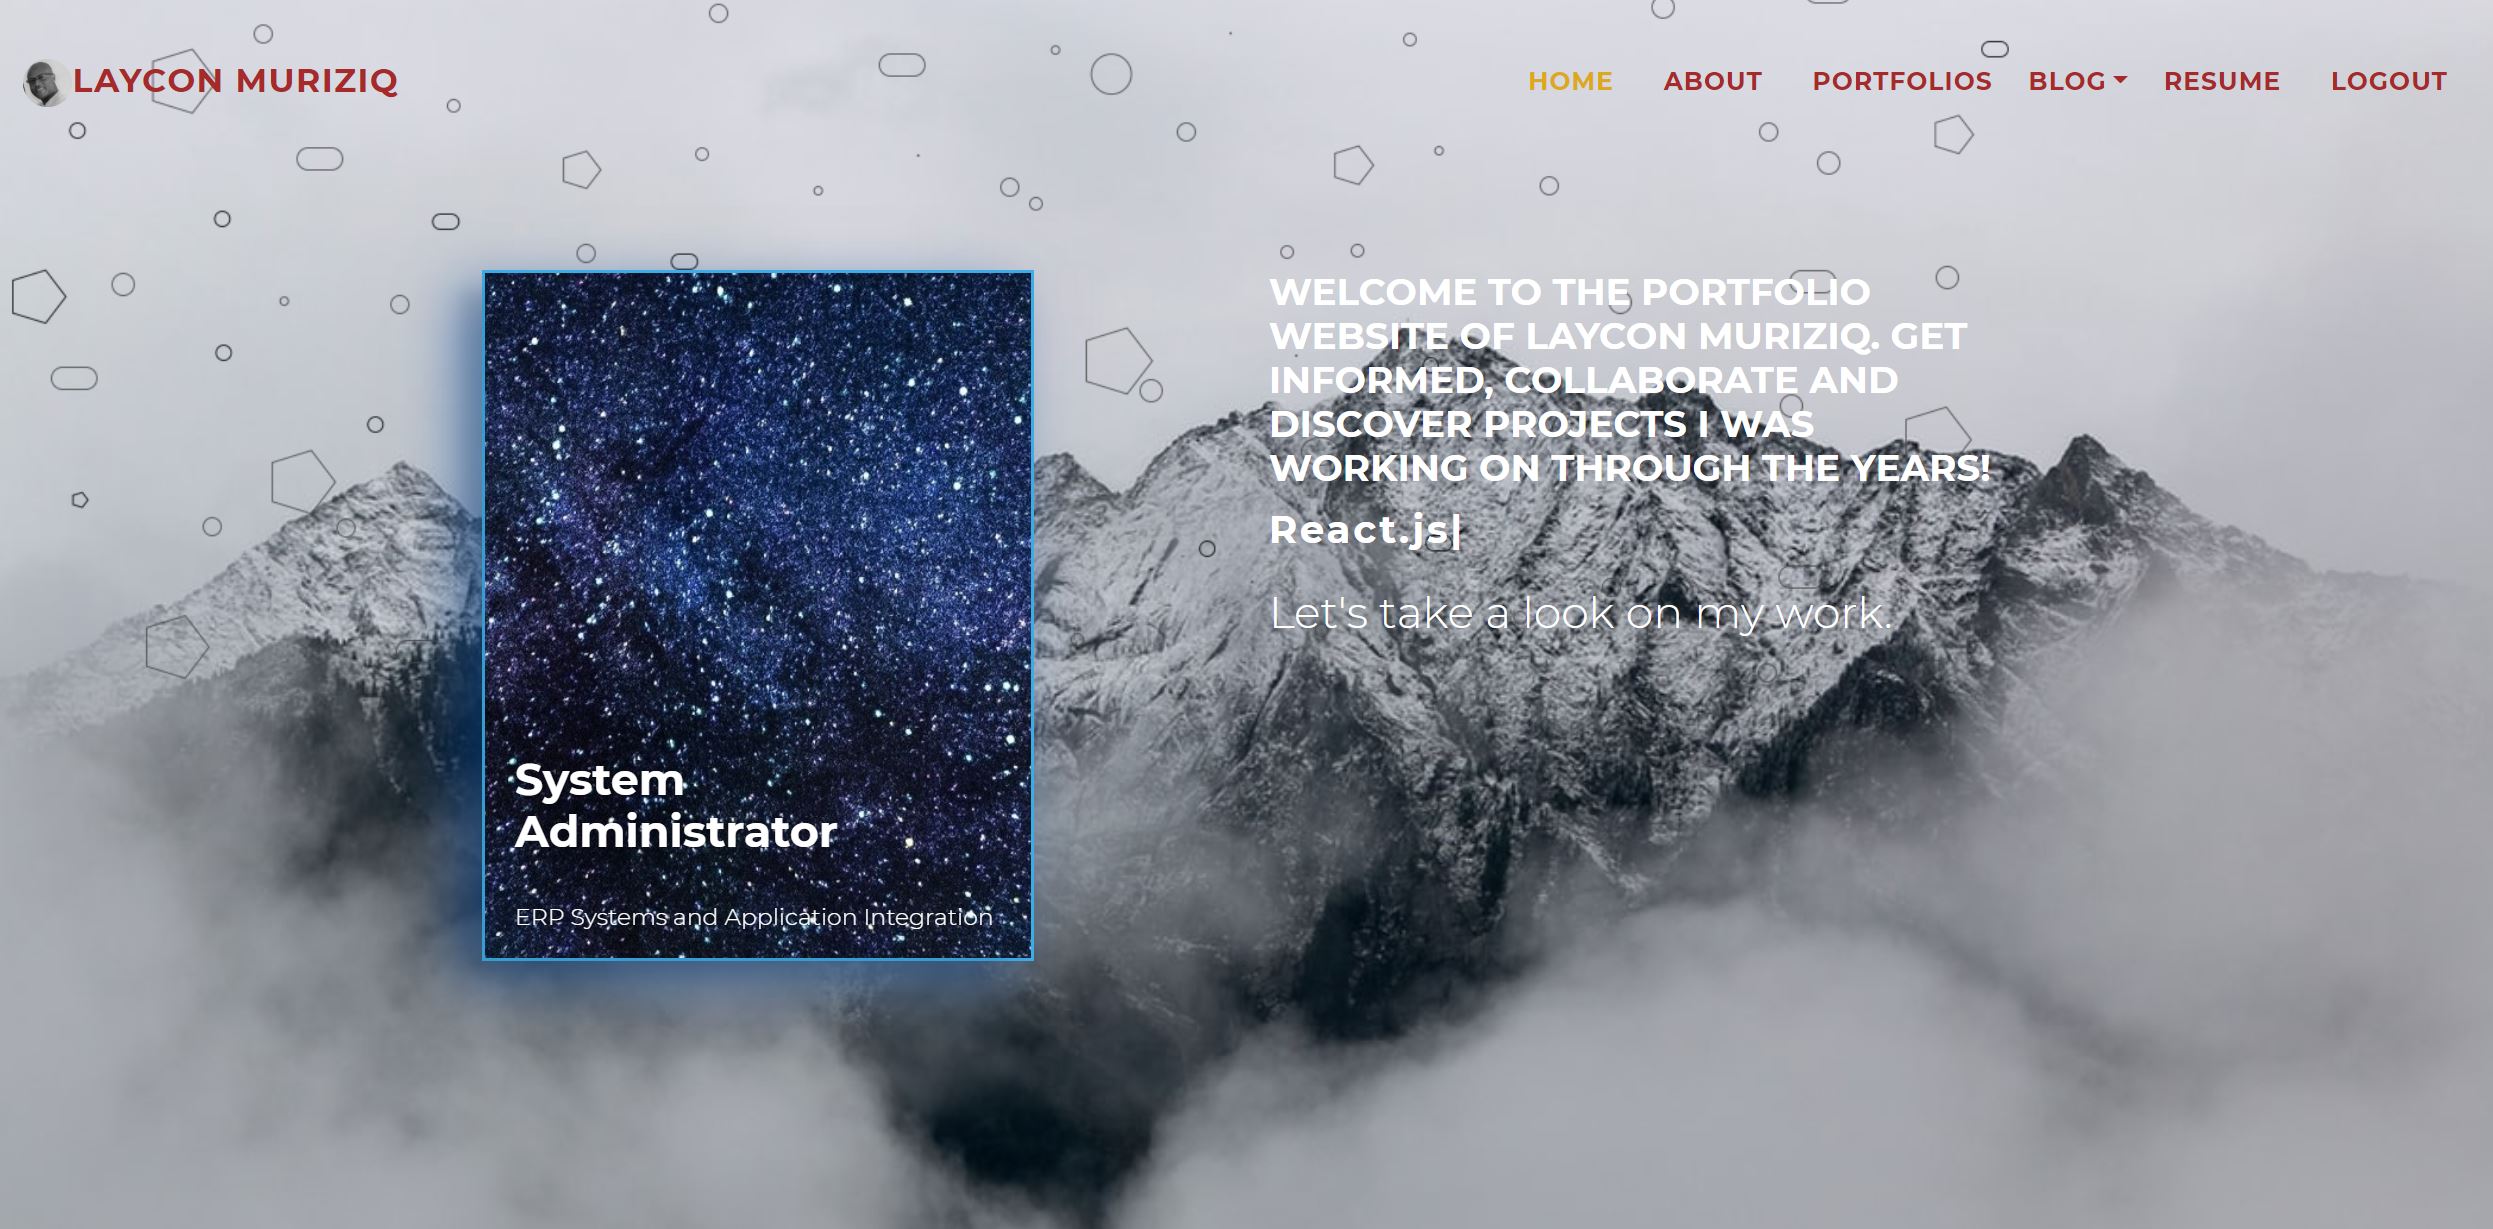 LAYCON MURIZIQ
HOME ABOUT PORTFOLIOS BLOG RESUME LOGOUT
WELCOME TO THE PORTFOLIO
WEBSITE OF LAYCON MURIZIQ. GET
INFORMED, COLLABORATE AND
DISCOVER PROJECTS I WAS
WORKING ON THROUGH THE YEARS!
React.js|
Let's take a look on my work.
System
Administrator
ERP Systems and Application Integration